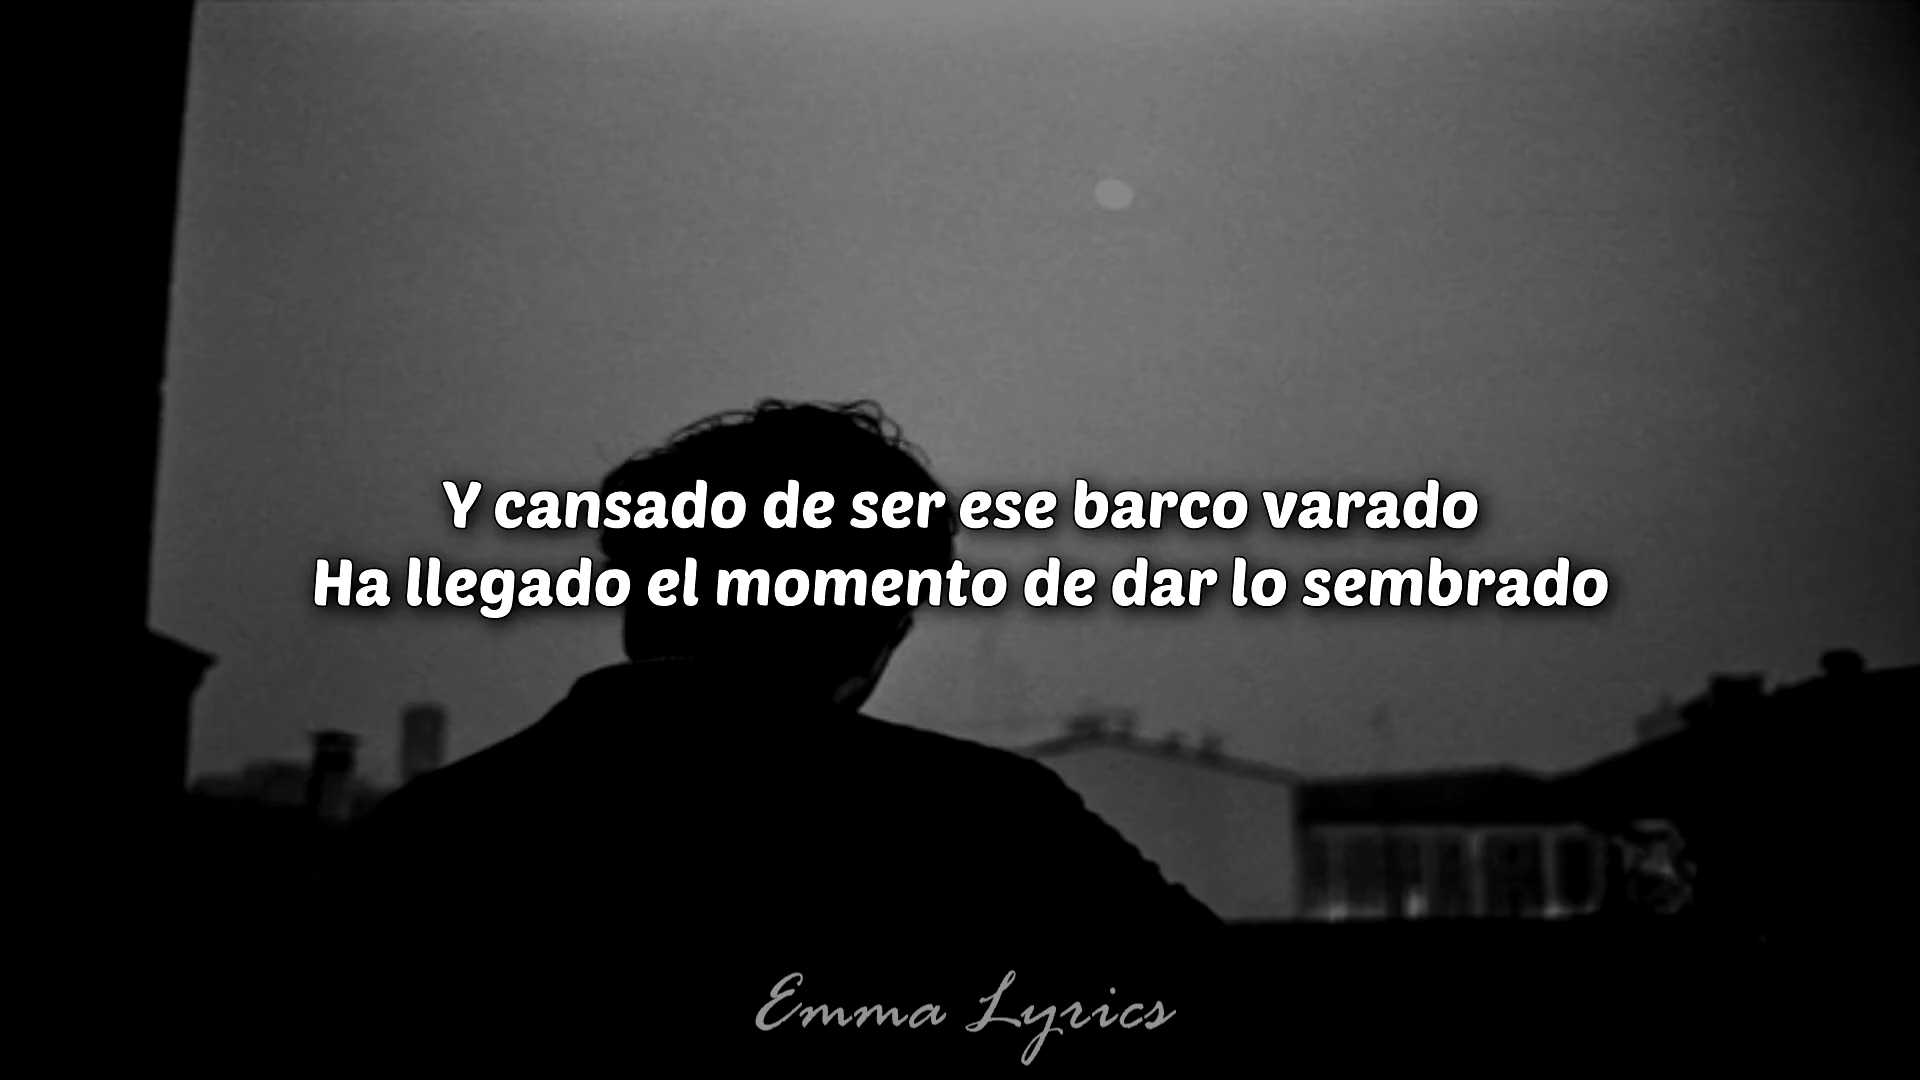 Y cansado de ser ese barco varado
Ha llegado el momento de dar lo sembrado
Emma Lyrics